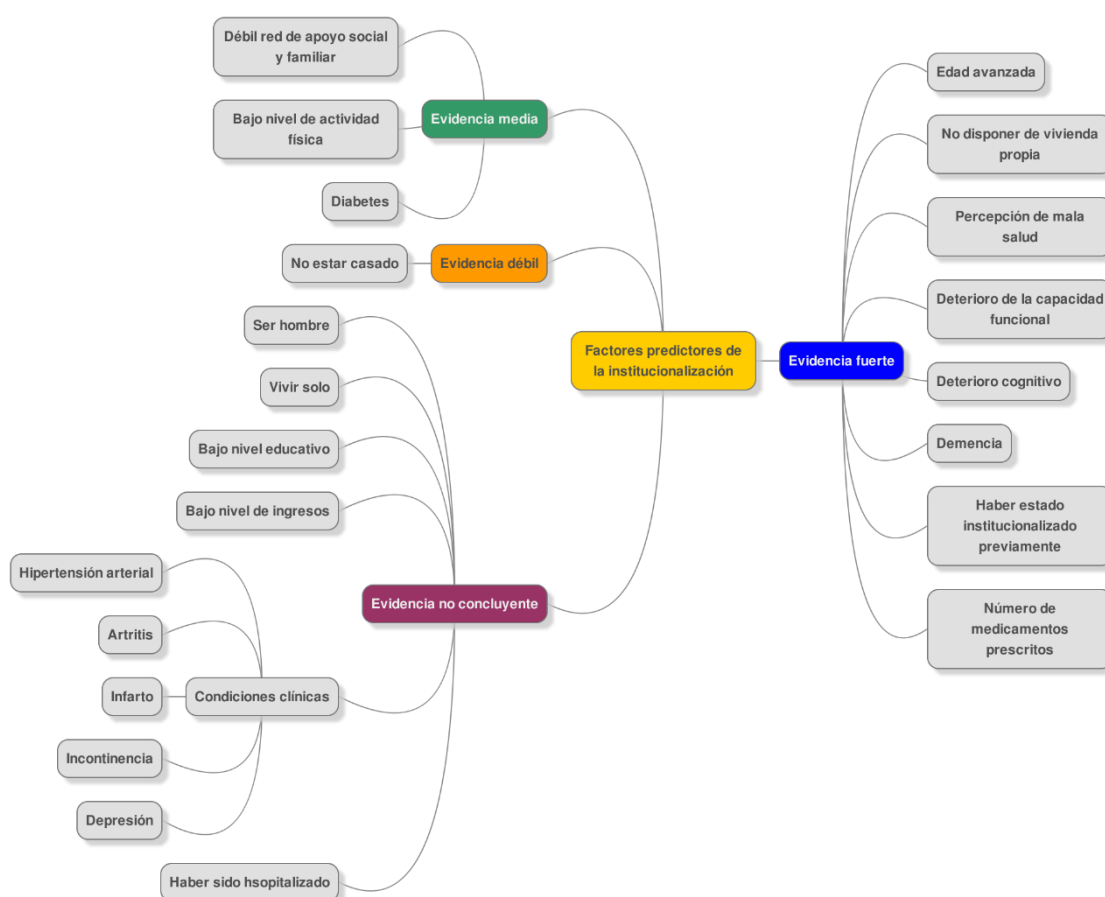 Débil red de apoyo social
y familiar
Bajo nivel de actividad
física
Diabetes
Evidencia media
No estar casado
Evidencia débil
Ser hombre
Vivir solo
Bajo nivel educativo
Bajo nivel de ingresos
Hipertensión arterial
Artritis
Infarto
Incontinencia
Depresión
Condiciones clínicas
Haber sido hsopitalizado
Evidencia no concluyente
Factores predictores de
la institucionalización
Evidencia fuerte
Edad avanzada
No disponer de vivienda
propia
Percepción de mala
salud
Deterioro de la capacidad
funcional
Deterioro cognitivo
Demencia
Haber estado
institucionalizado
previamente
Número de
medicamentos
prescritos